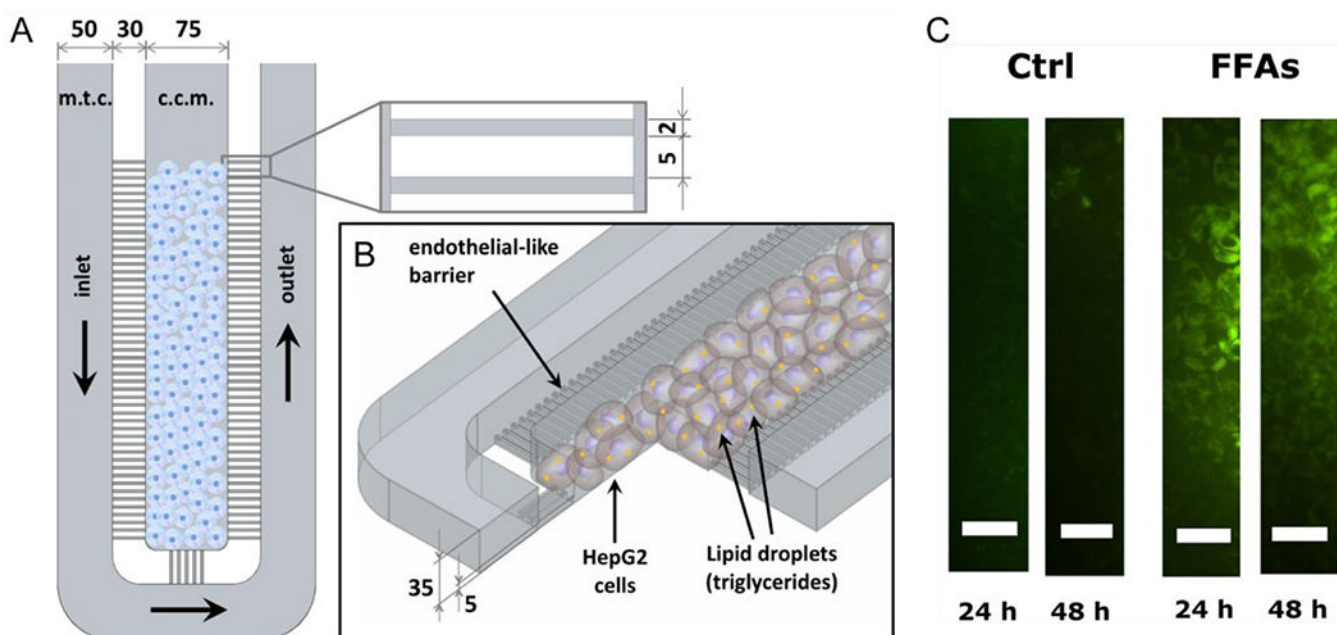 A
50 30 75
m.t.c. c.c.m.
inlet
outlet
2
5
B
endothelial-like
barrier
HepG2
cells
Lipid droplets
(triglycerides)
35
5
C
Ctrl FFAs
24 h 48 h 24 h 48 h